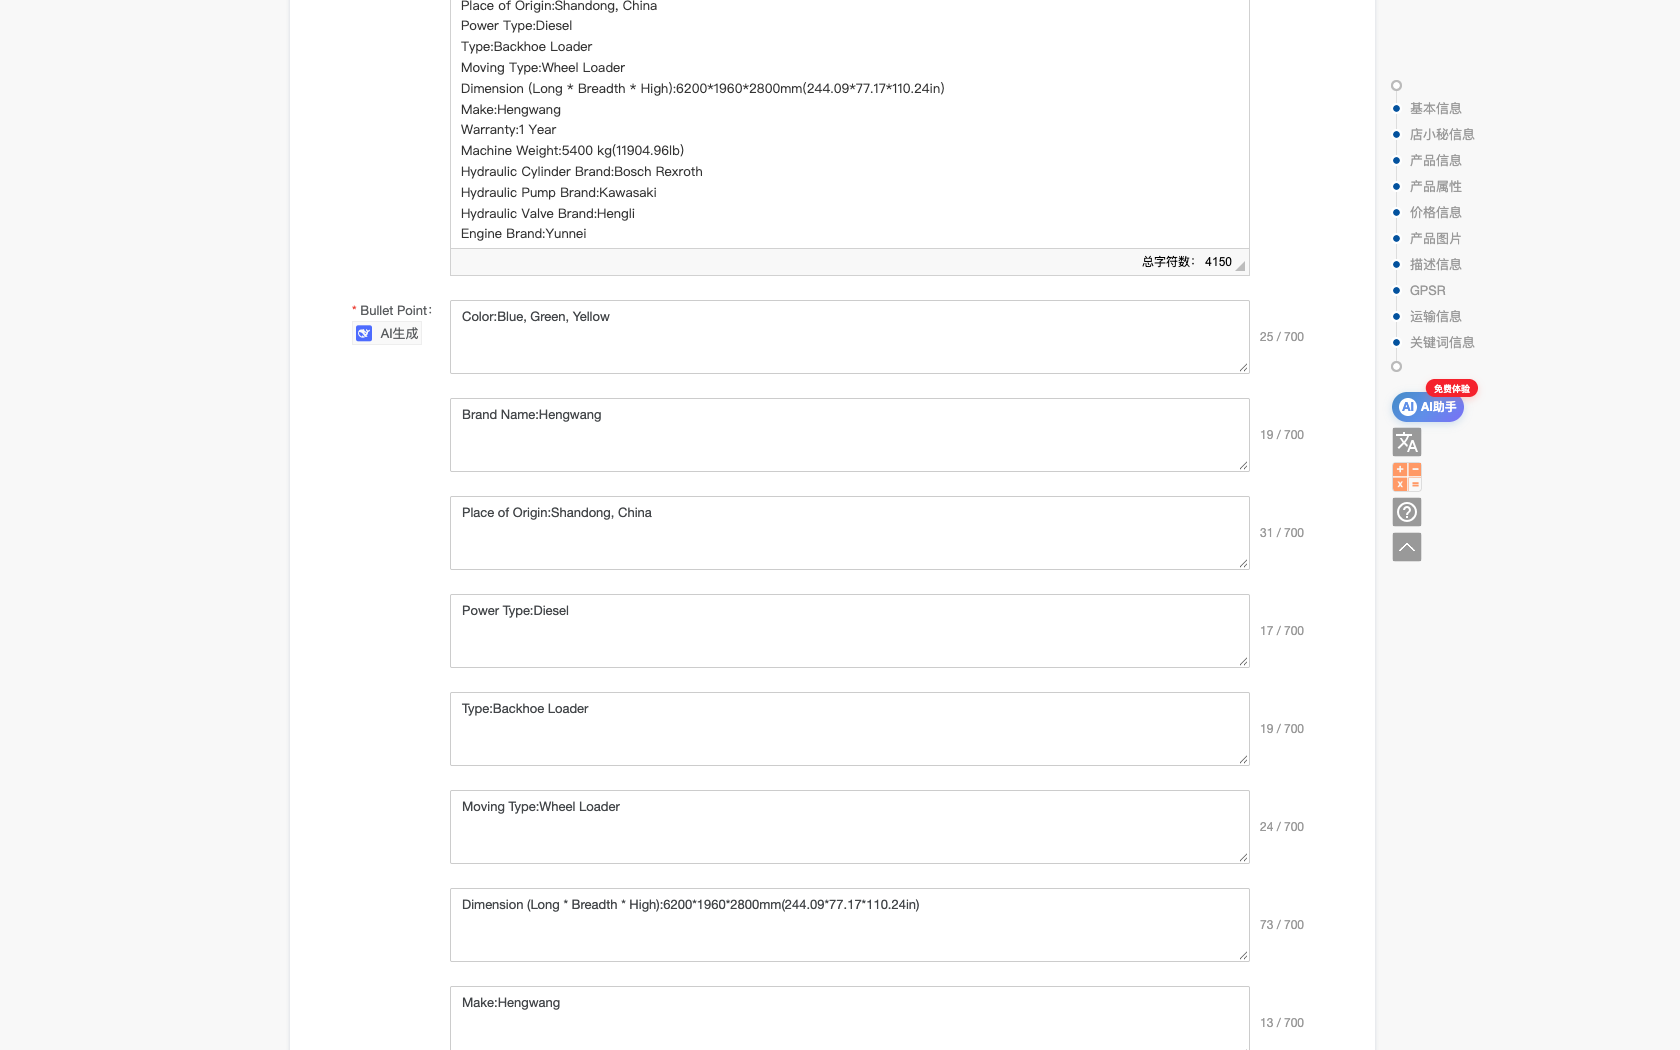 Place of Origin:Shandong, China
Power Type:Diesel
Type:Backhoe Loader
Moving Type:Wheel Loader
Dimension (Long * Breadth * High):6200*1960*2800mm(244.09*77.17*110.24in)
Make:Hengwang
Warranty:1 Year
Machine Weight:5400 kg(11904.96lb)
Hydraulic Cylinder Brand:Bosch Rexroth
Hydraulic Pump Brand:Kawasaki
Hydraulic Valve Brand:Hengli
Engine Brand:Yunnei
总字符数: 4150
* Bullet Point:
AI生成
Color:Blue, Green, Yellow
25 / 700
Brand Name:Hengwang
19 / 700
Place of Origin:Shandong, China
31 / 700
Power Type:Diesel
17 / 700
Type:Backhoe Loader
19 / 700
Moving Type:Wheel Loader
24 / 700
Dimension (Long * Breadth * High):6200*1960*2800mm(244.09*77.17*110.24in)
73 / 700
Make:Hengwang
13 / 700
基本信息
店小秘信息
产品信息
产品属性
价格信息
产品图片
描述信息
GPSR
运输信息
关键词信息
免费体验
AI AI助手